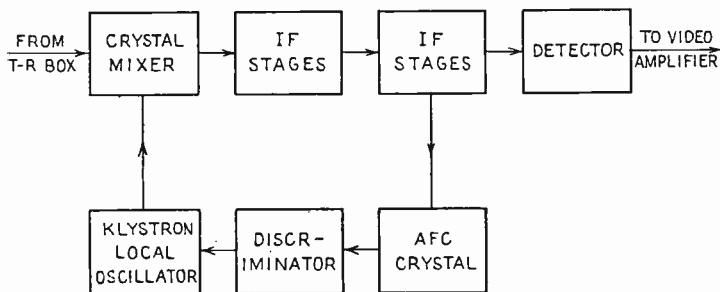 FROM
T-R BOX
CRYSTAL
MIXER
IF
STAGES
IF
STAGES
DETECTOR
TO VIDEO
AMPLIFIER
KLYSTRON
LOCAL
OSCILLATOR
DISCR-
IMINATOR
AFC
CRYSTAL